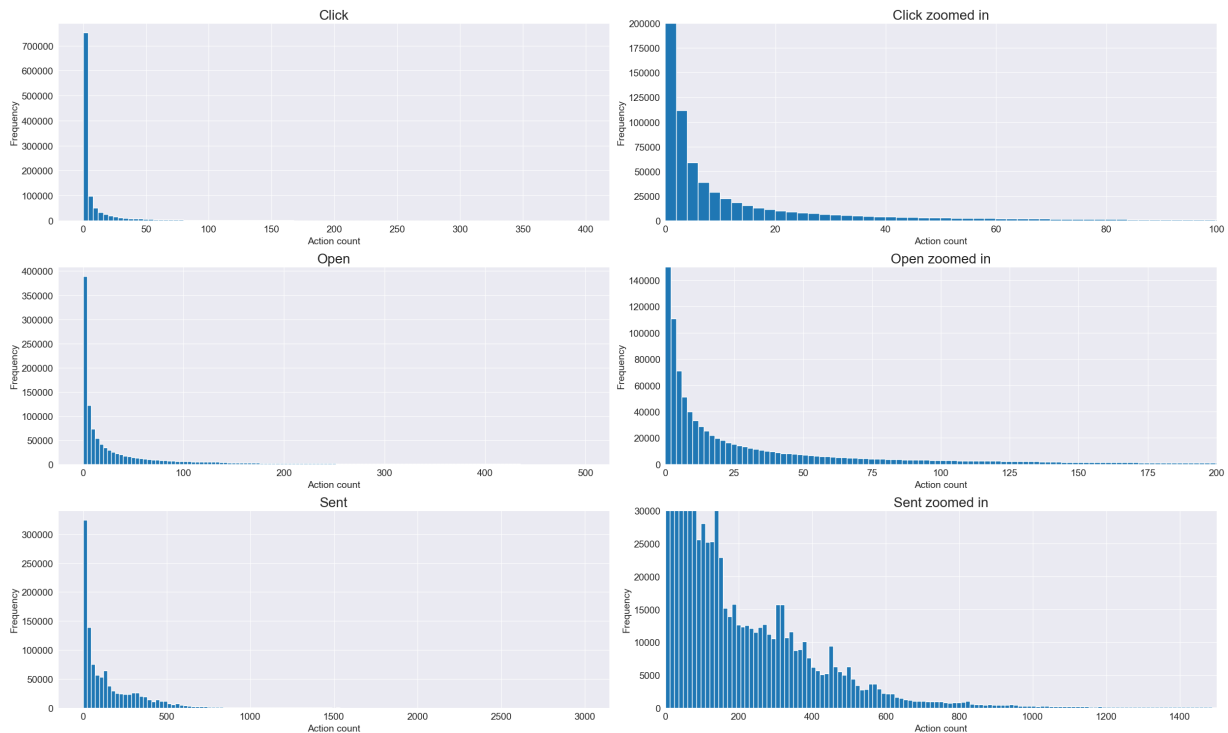 Click
700000
600000
500000
400000
300000
200000
100000
0
Frequency
0 50 100 150 200 250 300 350 400
Action count
Click zoomed in
200000
175000
150000
125000
100000
75000
50000
25000
0
Frequency
0 20 40 60 80 100
Action count
Open
400000
350000
300000
250000
200000
150000
100000
50000
0
Frequency
0 100 200 300 400 500
Action count
Open zoomed in
140000
120000
100000
80000
60000
40000
20000
0
Frequency
0 25 50 75 100 125 150 175 200
Action count
Sent
300000
250000
200000
150000
100000
50000
0
Frequency
0 500 1000 1500 2000 2500 3000
Action count
Sent zoomed in
30000
25000
20000
15000
10000
5000
0
Frequency
0 200 400 600 800 1000 1200 1400
Action count